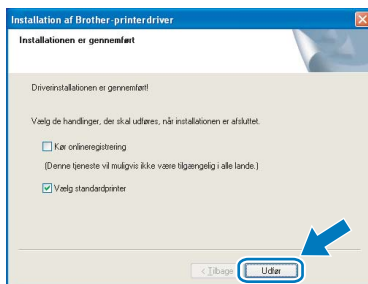 Installation af Brother-printerdriver
Installationen er gennemført
Driverinstallationen er gennemført!
Vælg de handlinger, der skal udføres, når installationen er afsluttet.
Kør onlineregistrering
(Denne tjeneste vil muligvis ikke være tilgængelig i alle lande.)
Vælg standardprinter
< Tilbage
Udfør